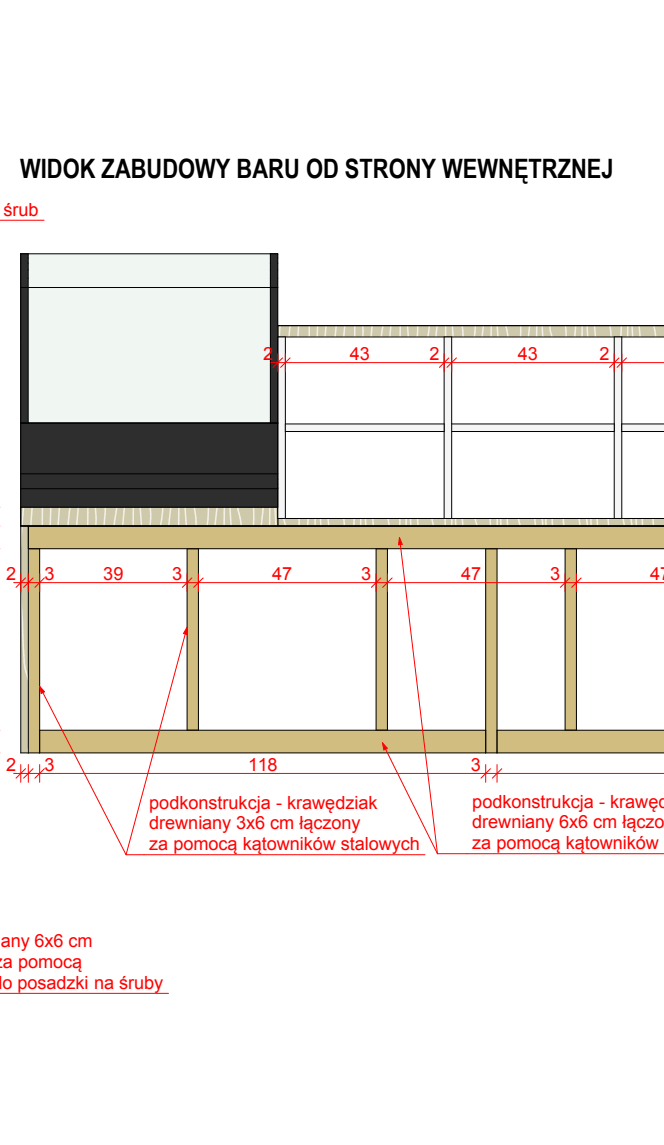 WIDOK ZABUDOWY BARU OD STRONY WEWNĘTRZNEJ
śrub
2 43 2 43 2
2 3 39 3 47 3 47 3 47
2 3 118 3
podkonstrukcja - krawędziak
drewniany 3x6 cm łączony
za pomocą kątowników stalowych
podkonstrukcja - krawęd
drewniany 6x6 cm łączo
za pomocą kątowników
any 6x6 cm
za pomocą
do posadzki na śruby